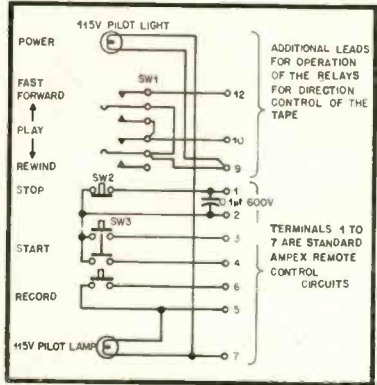 115V PILOT LIGHT
POWER
ADDITIONAL LEADS
FOR OPERATION
OF THE RELAYS
FOR DIRECTION
CONTROL OF THE
TAPE
SW1
FAST
FORWARD
12
PLAY
10
REWIND
9
STOP
SW2
1
0.1µf 600V
2
SW3
START
3
4
TERMINALS 1 TO
7 ARE STANDARD
AMPEX REMOTE
CONTROL
CIRCUITS
RECORD
6
5
115V PILOT LAMP
7